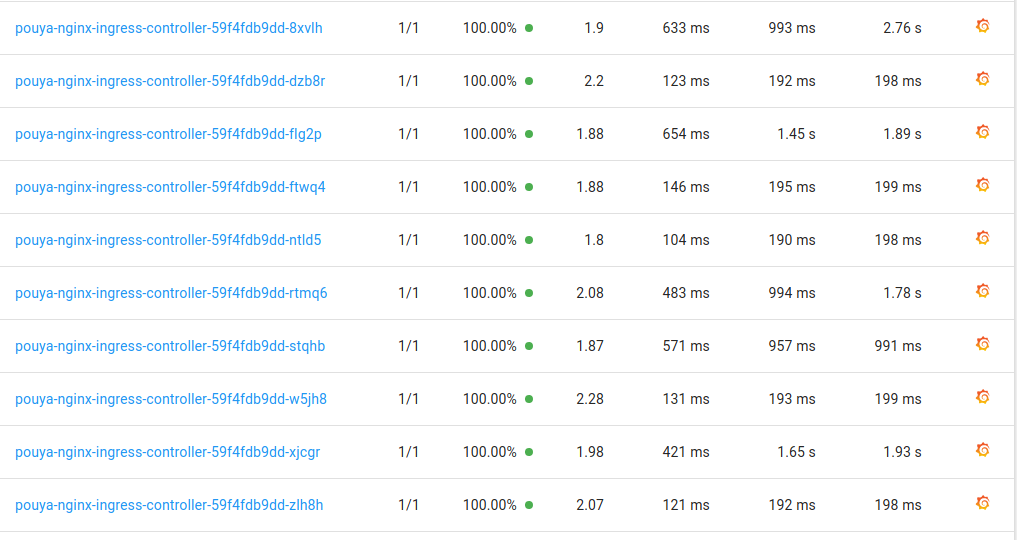 pouya-nginx-ingress-controller-59f4fdb9dd-8xvlh 1/1 100.00% 1.9 633 ms 993 ms 2.76 s
pouya-nginx-ingress-controller-59f4fdb9dd-dzb8r 1/1 100.00% 2.2 123 ms 192 ms 198 ms
pouya-nginx-ingress-controller-59f4fdb9dd-flg2p 1/1 100.00% 1.88 654 ms 1.45 s 1.89 s
pouya-nginx-ingress-controller-59f4fdb9dd-ftwq4 1/1 100.00% 1.88 146 ms 195 ms 199 ms
pouya-nginx-ingress-controller-59f4fdb9dd-ntld5 1/1 100.00% 1.8 104 ms 190 ms 198 ms
pouya-nginx-ingress-controller-59f4fdb9dd-rtmq6 1/1 100.00% 2.08 483 ms 994 ms 1.78 s
pouya-nginx-ingress-controller-59f4fdb9dd-stqhb 1/1 100.00% 1.87 571 ms 957 ms 991 ms
pouya-nginx-ingress-controller-59f4fdb9dd-w5jh8 1/1 100.00% 2.28 131 ms 193 ms 199 ms
pouya-nginx-ingress-controller-59f4fdb9dd-xjcgr 1/1 100.00% 1.98 421 ms 1.65 s 1.93 s
pouya-nginx-ingress-controller-59f4fdb9dd-zlh8h 1/1 100.00% 2.07 121 ms 192 ms 198 ms